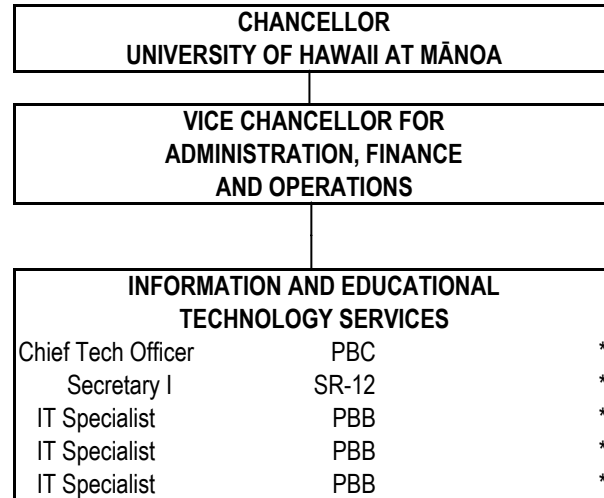 CHANCELLOR
UNIVERSITY OF HAWAII AT MĀNOA
VICE CHANCELLOR FOR
ADMINISTRATION, FINANCE
AND OPERATIONS
INFORMATION AND EDUCATIONAL
TECHNOLOGY SERVICES
Chief Tech Officer PBC *
Secretary I SR-12 *
IT Specialist PBB *
IT Specialist PBB *
IT Specialist PBB *